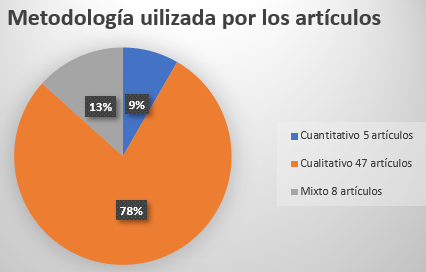 Metodología uilizada por los artículos
13%
9%
78%
Cuantitativo 5 artículos
Cualitativo 47 artículos
Mixto 8 artículos